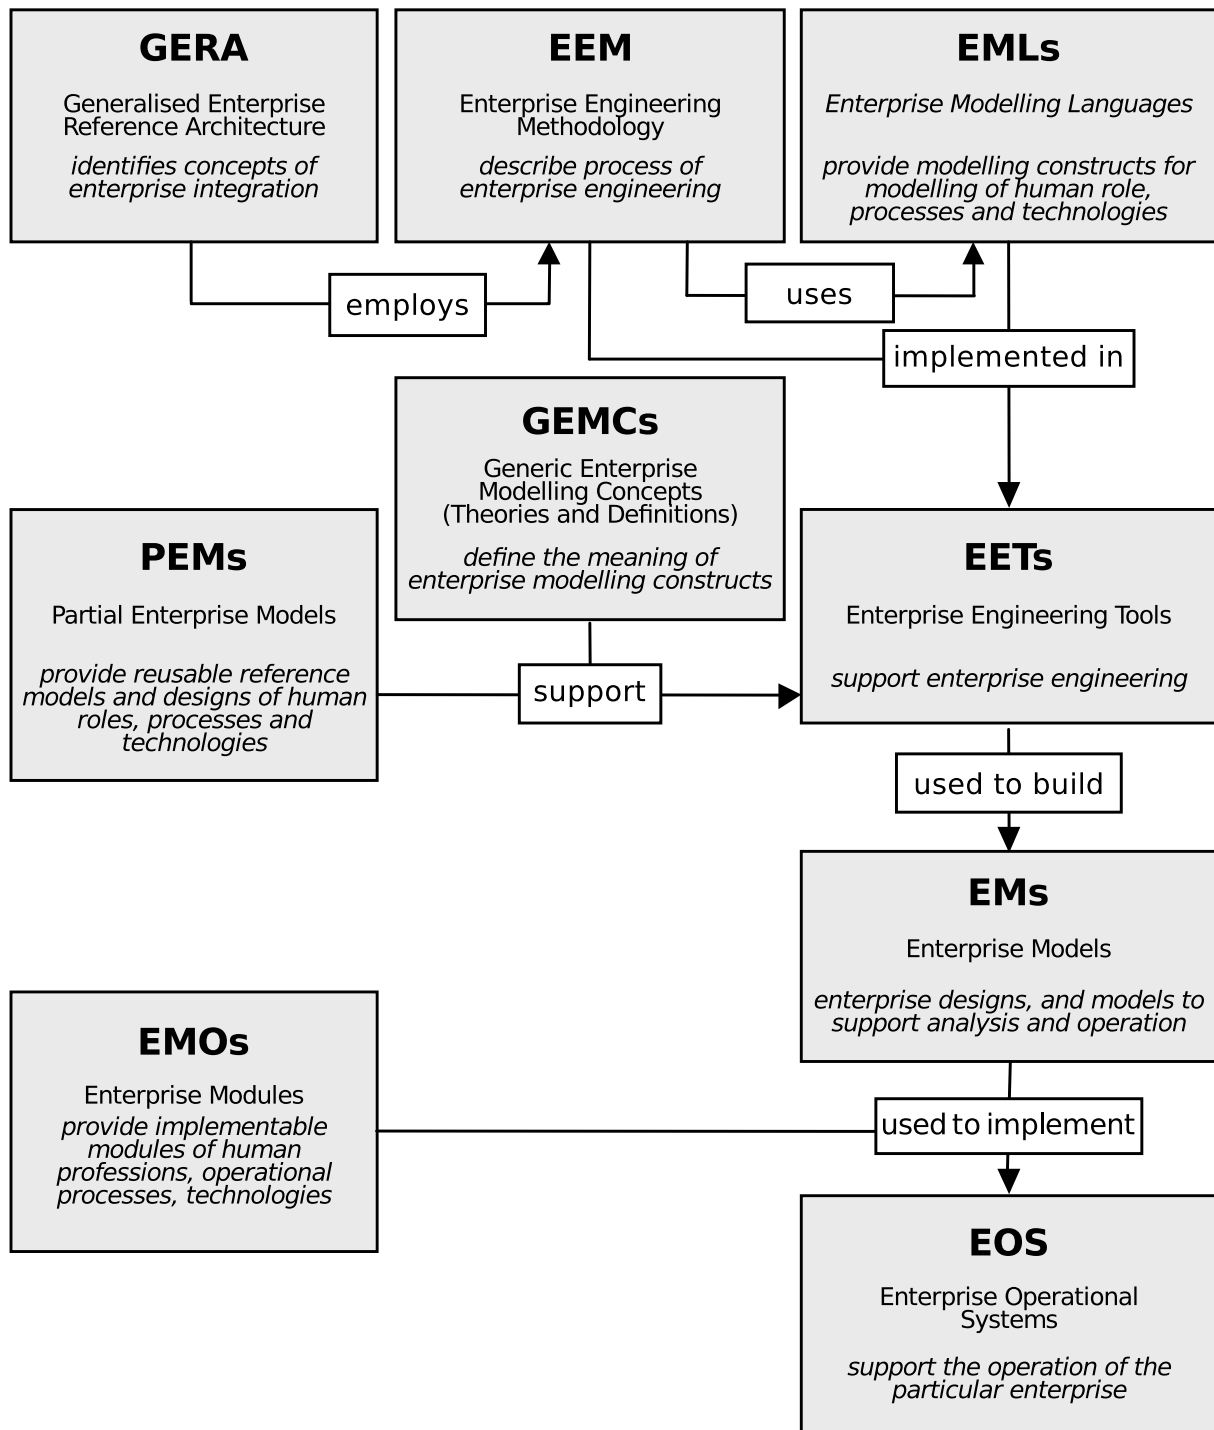 GERA
Generalised Enterprise
Reference Architecture
identifies concepts of
enterprise integration
EEM
Enterprise Engineering
Methodology
describe process of
enterprise engineering
EMLs
Enterprise Modelling Languages
provide modelling constructs for
modelling of human role,
processes and technologies
employs
uses
implemented in
GEMCs
Generic Enterprise
Modelling Concepts
(Theories and Definitions)
define the meaning of
enterprise modelling constructs
PEMs
Partial Enterprise Models
provide reusable reference
models and designs of human
roles, processes and
technologies
support
EETs
Enterprise Engineering Tools
support enterprise engineering
used to build
EMs
Enterprise Models
enterprise designs, and models to
support analysis and operation
EMOs
Enterprise Modules
provide implementable
modules of human
professions, operational
processes, technologies
used to implement
EOS
Enterprise Operational
Systems
support the operation of the
particular enterprise